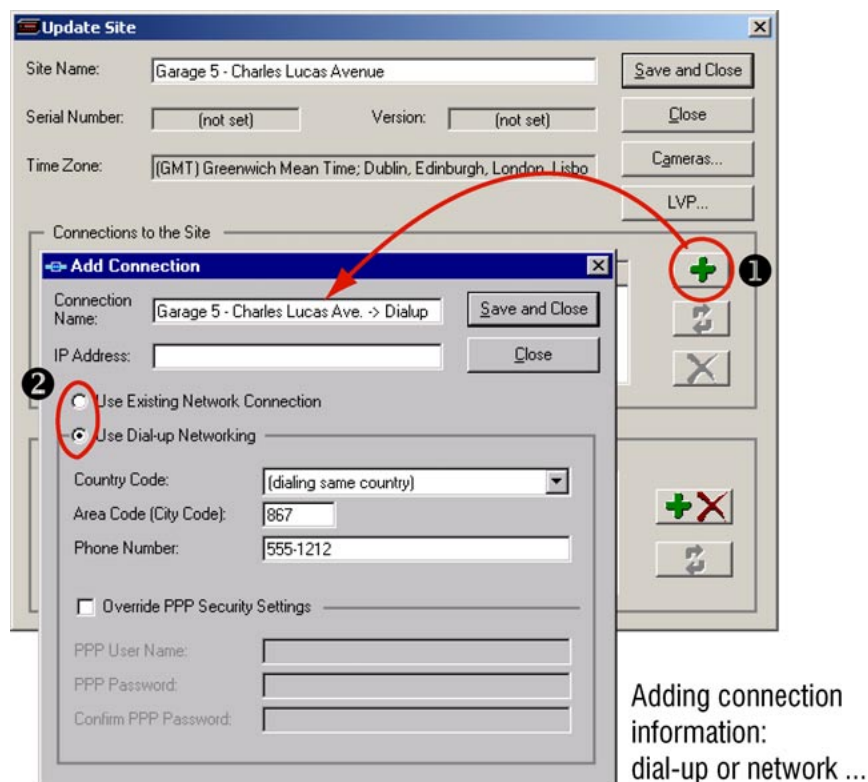 Update Site
Site Name: Garage 5 - Charles Lucas Avenue Save and Close
Serial Number: (not set) Version: (not set) Close
Time Zone: (GMT) Greenwich Mean Time; Dublin, Edinburgh, London, Lisbo Cameras...
LVP...
Connections to the Site
1
Add Connection
Connection
Name: Garage 5 - Charles Lucas Ave. -> Dialup Save and Close
IP Address: Close
2
Use Existing Network Connection
Use Dial-up Networking
Country Code: (dialing same country)
Area Code (City Code): 867
Phone Number: 555-1212
Override PPP Security Settings
PPP User Name:
PPP Password:
Confirm PPP Password:
Adding connection
information:
dial-up or network ...